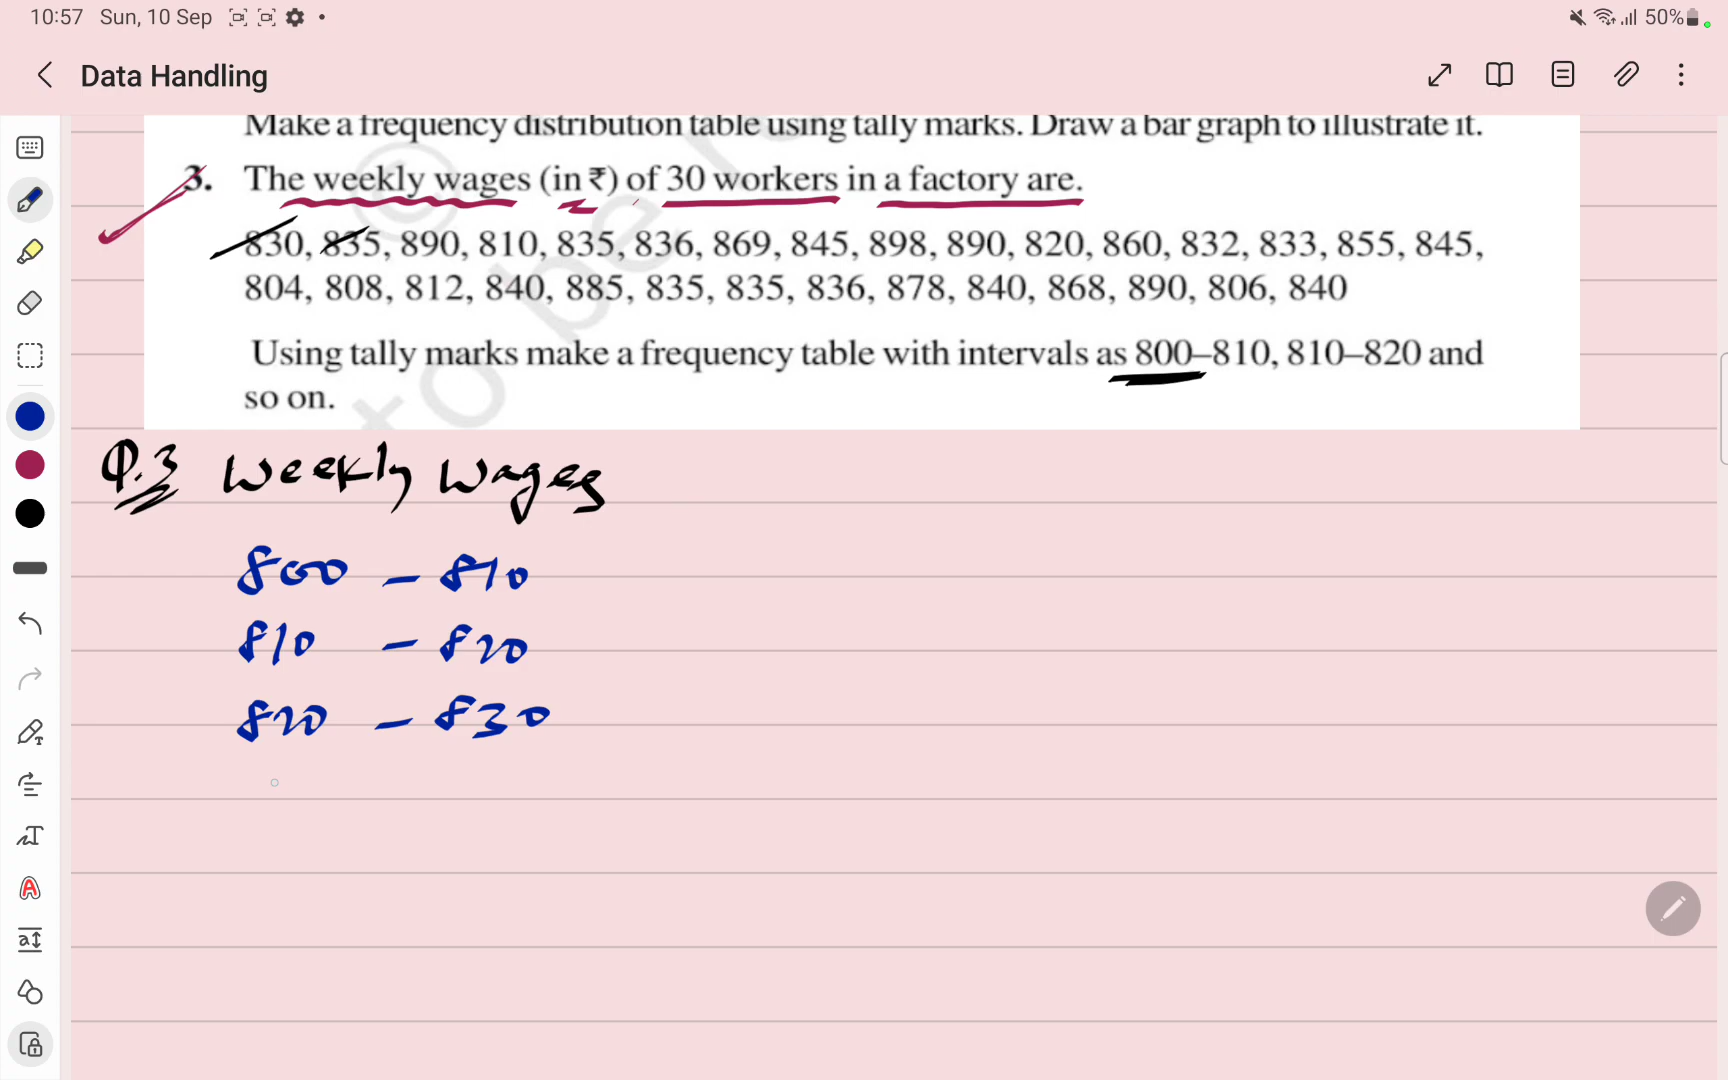 10:57 Sun, 10 Sep 50%
Data Handling
Make a frequency distribution table using tally marks. Draw a bar graph to illustrate it.
3. The weekly wages (in ₹) of 30 workers in a factory are.
830, 835, 890, 810, 835, 836, 869, 845, 898, 890, 820, 860, 832, 833, 855, 845,
804, 808, 812, 840, 885, 835, 835, 836, 878, 840, 868, 890, 806, 840
Using tally marks make a frequency table with intervals as 800–810, 810–820 and
so on.
to be r
Q.3 Weekly Wages
800 – 810
810 – 820
820 – 830